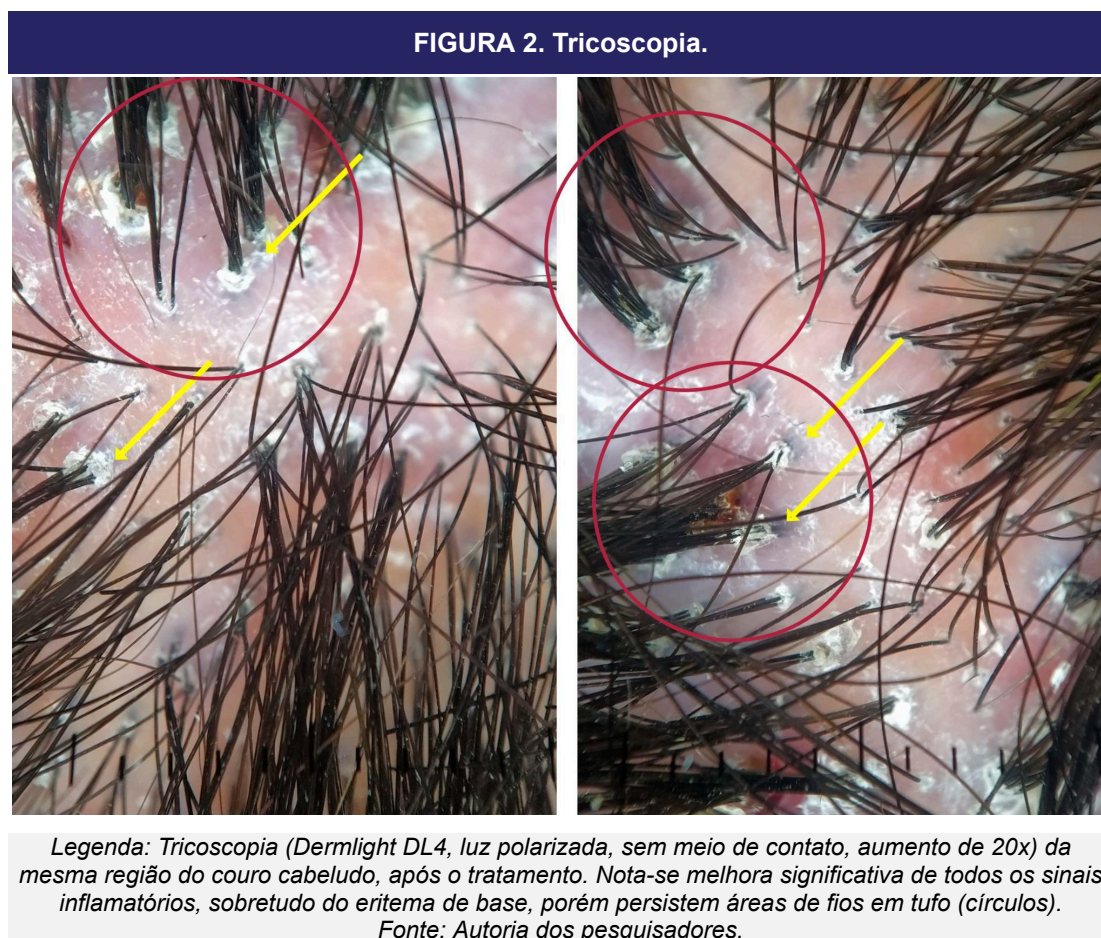 FIGURA 2. Tricoscopia.
Legenda: Tricoscopia (Dermlight DL4, luz polarizada, sem meio de contato, aumento de 20x) da
mesma região do couro cabeludo, após o tratamento. Nota-se melhora significativa de todos os sinais
inflamatórios, sobretudo do eritema de base, porém persistem áreas de fios em tufo (círculos).
Fonte: Autoria dos pesquisadores.